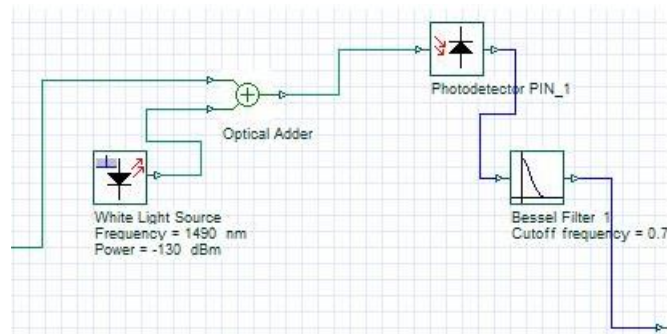 Photodetector PIN_1
Optical Adder
White Light Source
Frequency = 1490 nm
Power = -130 dBm
Bessel Filter 1
Cutoff frequency = 0.7